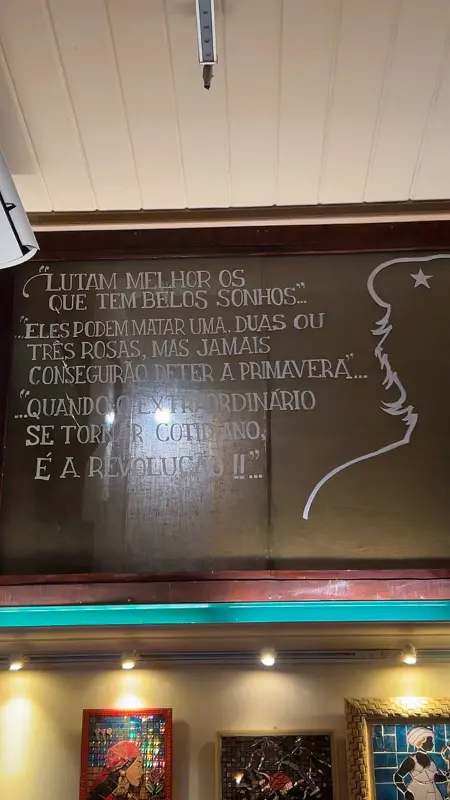 “LUTAM MELHOR OS
QUE TEM BELOS SONHOS”...
...“ELES PODEM MATAR UMA, DUAS OU
TRÊS ROSAS, MAS JAMAIS
CONSEGUIRÃO DETER A PRIMAVERA”...
...“QUANDO O EXTRAORDINÁRIO
SE TORNAR COTIDIANO,
É A REVOLUÇÃO !!”...